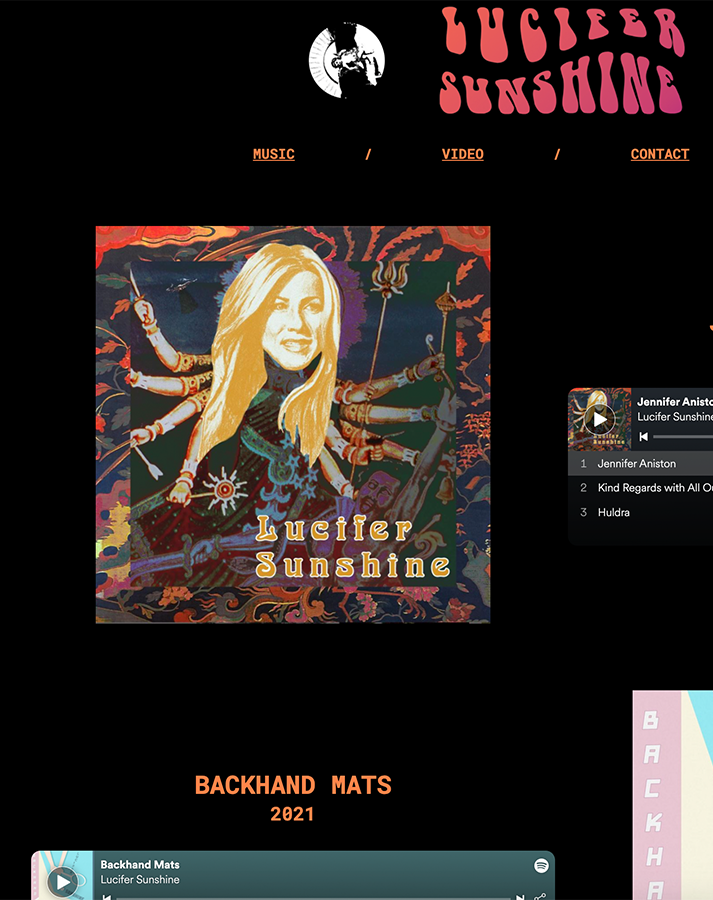 LUCIFER
SUNSHINE
MUSIC / VIDEO / CONTACT
Lucifer
Sunshine
Jennifer Anisto
Lucifer Sunshine
1 Jennifer Aniston
2 Kind Regards with All Ou
3 Huldra
BACKHAND MATS
2021
Backhand Mats
Lucifer Sunshine
B
A
C
K
H
A